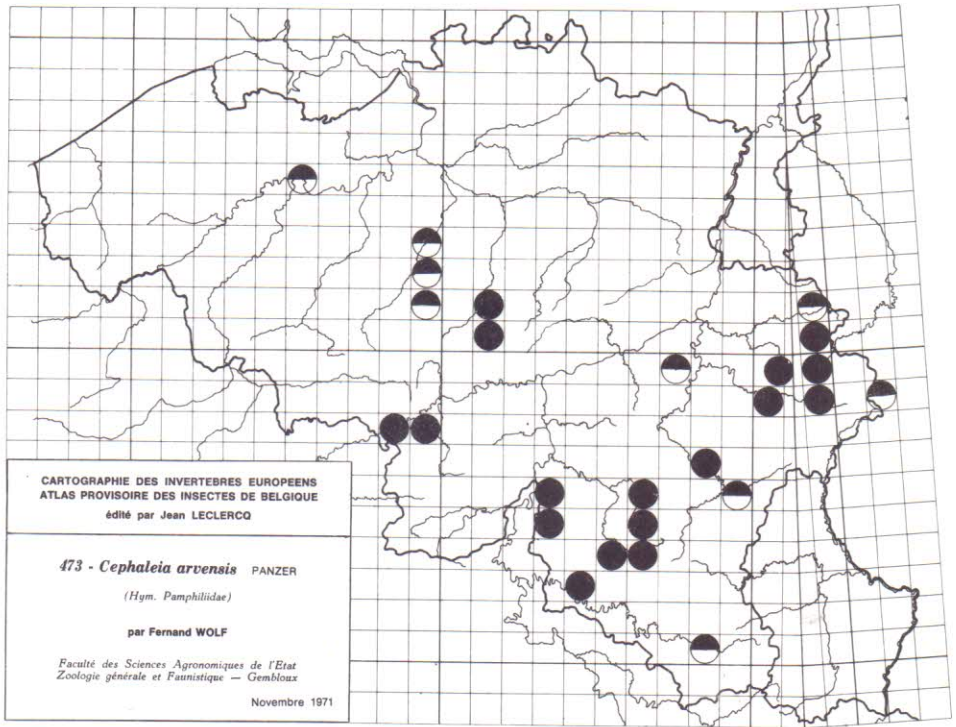 CARTOGRAPHIE DES INVERTEBRES EUROPEENS
ATLAS PROVISOIRE DES INSECTES DE BELGIQUE
édité par Jean LECLERCQ
473 - Cephaleia arvensis PANZER
(Hym. Pamphiliidae)
par Fernand WOLF
Faculté des Sciences Agronomiques de l'Etat
Zoologie générale et Faunistique — Gembloux
Novembre 1971